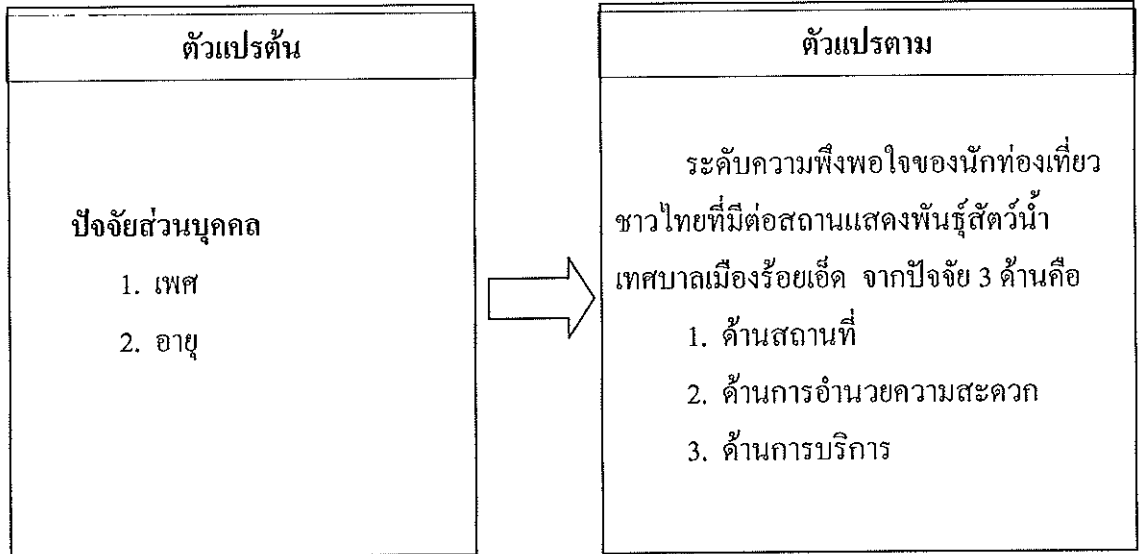 ตัวแปรต้น
ปัจจัยส่วนบุคคล
1. เพศ
2. อายุ
ตัวแปรตาม
ระดับความพึงพอใจของนักท่องเที่ยว
ชาวไทยที่มีต่อสถานแสดงพันธุ์สัตว์น้ำ
เทศบาลเมืองร้อยเอ็ด จากปัจจัย 3 ด้านคือ
1. ด้านสถานที่
2. ด้านการอำนวยความสะดวก
3. ด้านการบริการ